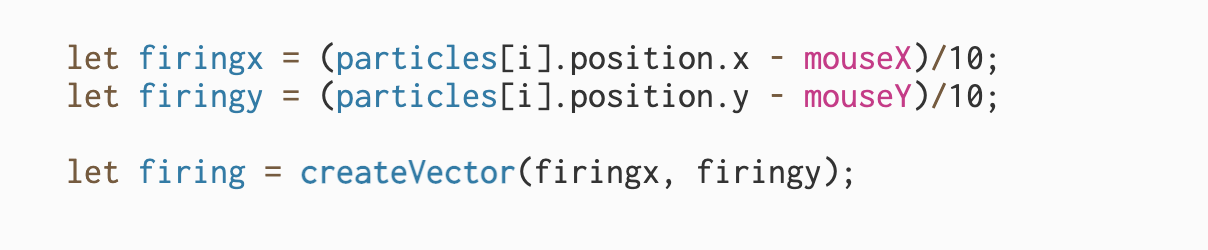 let firingx = (particles[i].position.x - mouseX)/10;
let firingy = (particles[i].position.y - mouseY)/10;
let firing = createVector(firingx, firingy);